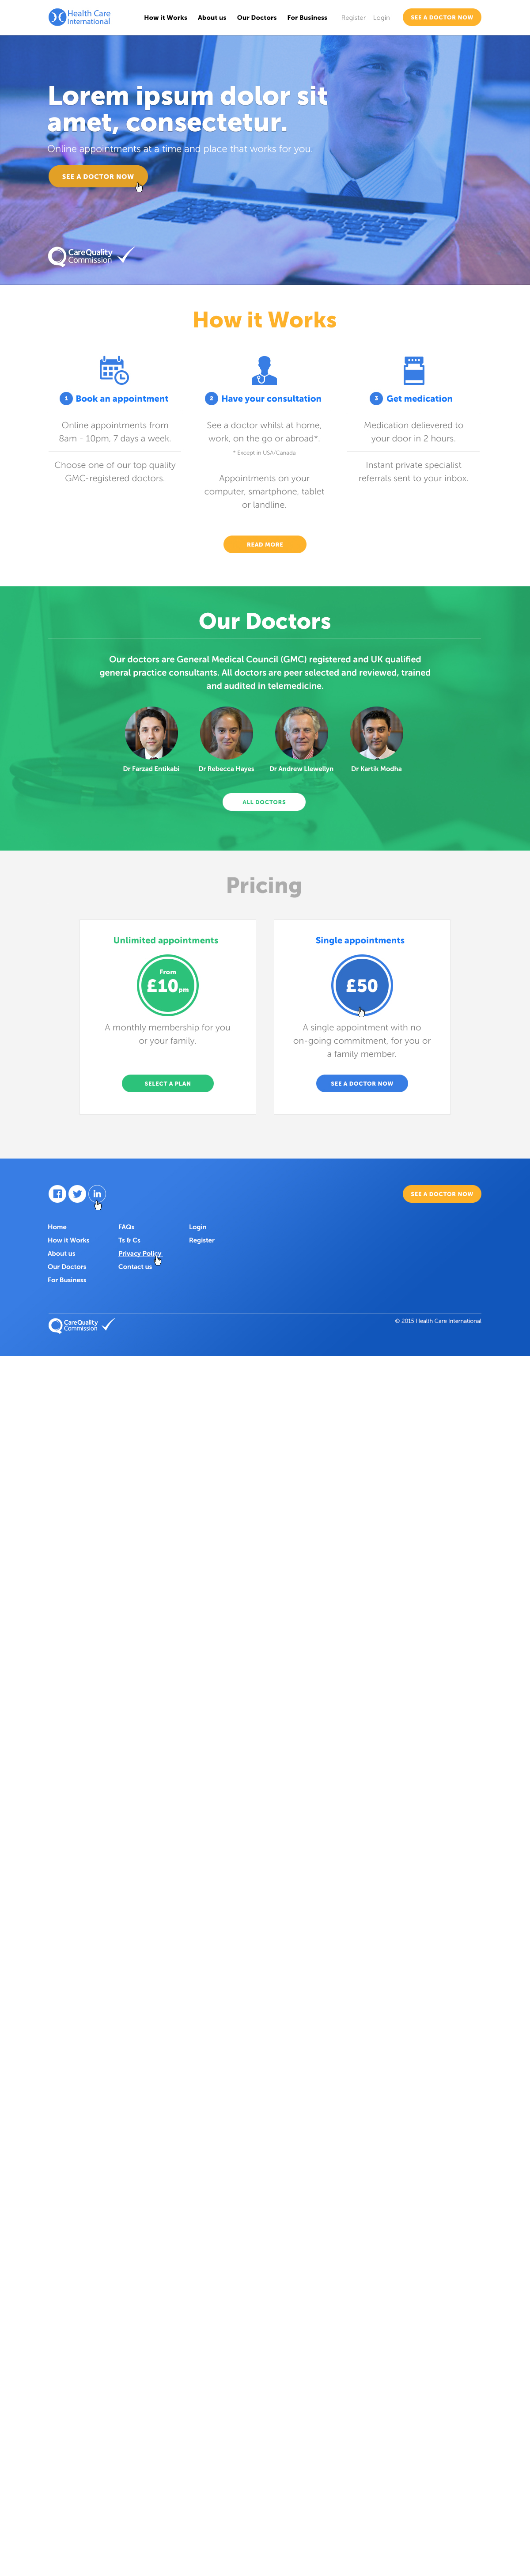 Health Care
International
How it Works
About us
Our Doctors
For Business
Register
Login
SEE A DOCTOR NOW
Lorem ipsum dolor sit
amet, consectetur.
Online appointments at a time and place that works for you.
SEE A DOCTOR NOW
CareQuality
Commission
How it Works
1 Book an appointment
Online appointments from
8am - 10pm, 7 days a week.
Choose one of our top quality
GMC-registered doctors.
2 Have your consultation
See a doctor whilst at home,
work, on the go or abroad*.
* Except in USA/Canada
Appointments on your
computer, smartphone, tablet
or landline.
3 Get medication
Medication delievered to
your door in 2 hours.
Instant private specialist
referrals sent to your inbox.
READ MORE
Our Doctors
Our doctors are General Medical Council (GMC) registered and UK qualified
general practice consultants. All doctors are peer selected and reviewed, trained
and audited in telemedicine.
Dr Farzad Entikabi
Dr Rebecca Hayes
Dr Andrew Llewellyn
Dr Kartik Modha
ALL DOCTORS
Pricing
Unlimited appointments
From
£10pm
A monthly membership for you
or your family.
SELECT A PLAN
Single appointments
£50
A single appointment with no
on-going commitment, for you or
a family member.
SEE A DOCTOR NOW
in
SEE A DOCTOR NOW
Home
How it Works
About us
Our Doctors
For Business
FAQs
Ts & Cs
Privacy Policy
Contact us
Login
Register
CareQuality
Commission
© 2015 Health Care International